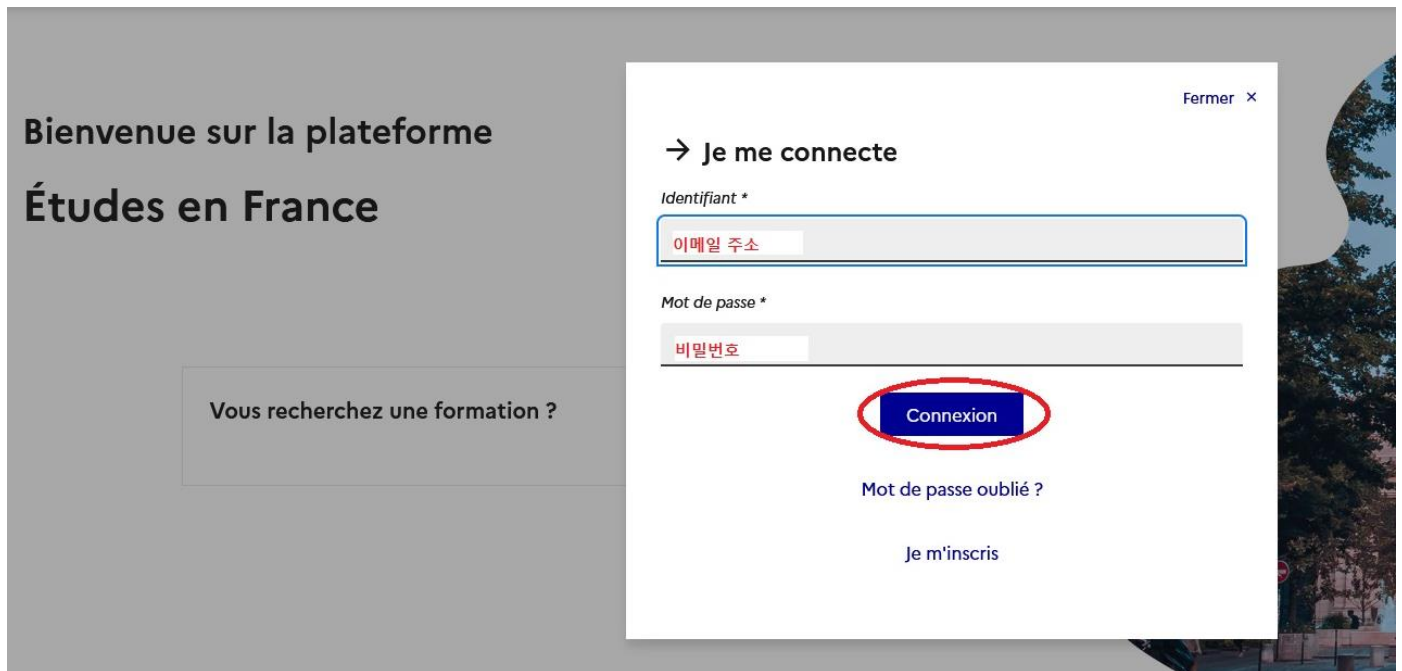 Bienvenue sur la plateforme
Études en France
Vous recherchez une formation ?
Fermer ×
→ Je me connecte
Identifiant *
이메일 주소
Mot de passe *
비밀번호
Connexion
Mot de passe oublié ?
Je m'inscris